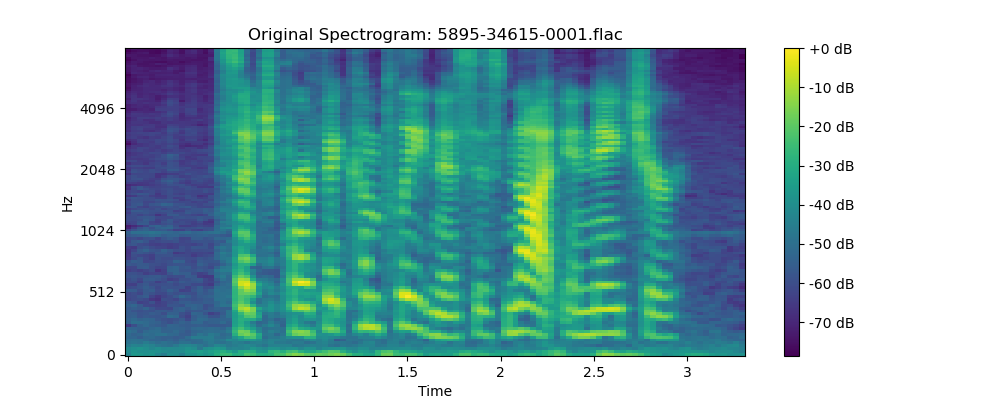 Original Spectrogram: 5895-34615-0001.flac
Hz
4096
2048
1024
512
0
0 0.5 1 1.5 2 2.5 3
Time
+0 dB
-10 dB
-20 dB
-30 dB
-40 dB
-50 dB
-60 dB
-70 dB